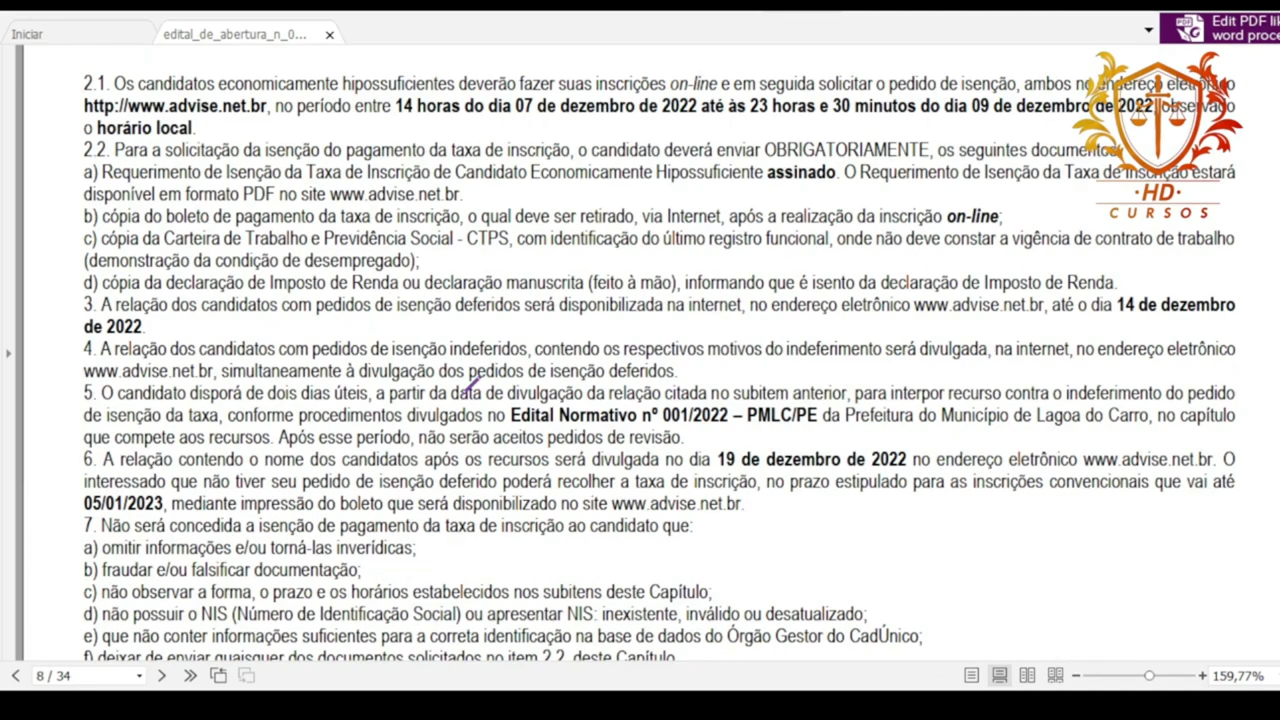 Iniciar
edital_de_abertura_n_0...
Edit PDF lik
word proce
2.1. Os candidatos economicamente hipossuficientes deverão fazer suas inscrições on-line e em seguida solicitar o pedido de isenção, ambos no endereço eletrônico
http://www.advise.net.br, no período entre 14 horas do dia 07 de dezembro de 2022 até às 23 horas e 30 minutos do dia 09 de dezembro de 2022, observado
o horário local.
2.2. Para a solicitação da isenção do pagamento da taxa de inscrição, o candidato deverá enviar OBRIGATORIAMENTE, os seguintes documentos
a) Requerimento de Isenção da Taxa de Inscrição de Candidato Economicamente Hipossuficiente assinado. O Requerimento de Isenção da Taxa de Inscrição estará
disponível em formato PDF no site www.advise.net.br.
b) cópia do boleto de pagamento da taxa de inscrição, o qual deve ser retirado, via Internet, após a realização da inscrição on-line;
c) cópia da Carteira de Trabalho e Previdência Social - CTPS, com identificação do último registro funcional, onde não deve constar a vigência de contrato de trabalho
(demonstração da condição de desempregado);
d) cópia da declaração de Imposto de Renda ou declaração manuscrita (feito à mão), informando que é isento da declaração de Imposto de Renda.
3. A relação dos candidatos com pedidos de isenção deferidos será disponibilizada na internet, no endereço eletrônico www.advise.net.br, até o dia 14 de dezembro
de 2022.
4. A relação dos candidatos com pedidos de isenção indeferidos, contendo os respectivos motivos do indeferimento será divulgada, na internet, no endereço eletrônico
www.advise.net.br, simultaneamente à divulgação dos pedidos de isenção deferidos.
5. O candidato disporá de dois dias úteis, a partir da data de divulgação da relação citada no subitem anterior, para interpor recurso contra o indeferimento do pedido
de isenção da taxa, conforme procedimentos divulgados no Edital Normativo nº 001/2022 – PMLC/PE da Prefeitura do Município de Lagoa do Carro, no capítulo
que compete aos recursos. Após esse período, não serão aceitos pedidos de revisão.
6. A relação contendo o nome dos candidatos após os recursos será divulgada no dia 19 de dezembro de 2022 no endereço eletrônico www.advise.net.br. O
interessado que não tiver seu pedido de isenção deferido poderá recolher a taxa de inscrição, no prazo estipulado para as inscrições convencionais que vai até
05/01/2023, mediante impressão do boleto que será disponibilizado no site www.advise.net.br.
7. Não será concedida a isenção de pagamento da taxa de inscrição ao candidato que:
a) omitir informações e/ou torná-las inverídicas;
b) fraudar e/ou falsificar documentação;
c) não observar a forma, o prazo e os horários estabelecidos nos subitens deste Capítulo;
d) não possuir o NIS (Número de Identificação Social) ou apresentar NIS: inexistente, inválido ou desatualizado;
e) que não conter informações suficientes para a correta identificação na base de dados do Órgão Gestor do CadÚnico;
f) deixar de enviar quaisquer dos documentos solicitados no item 2.2. deste Capítulo.
HD
CURSOS
8 / 34
159,77%